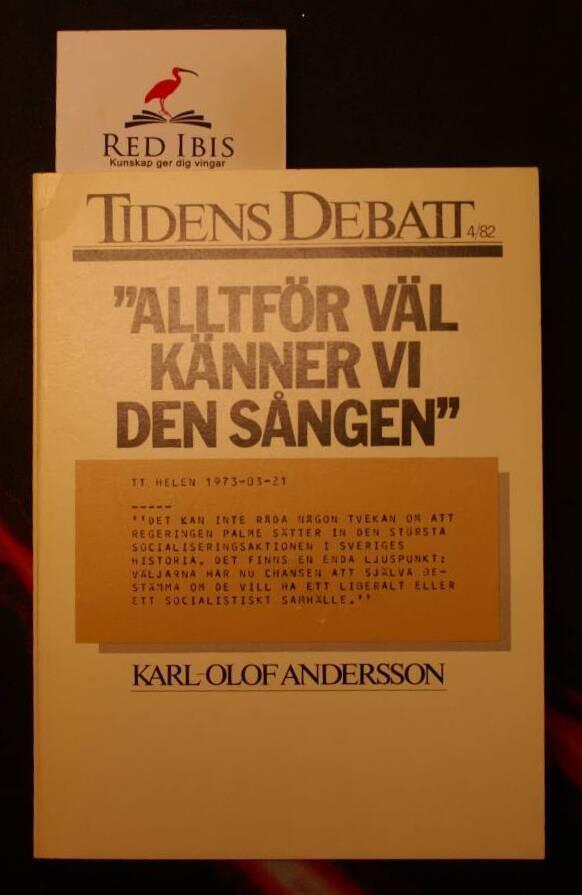 RED IBIS
Kunskap ger dig vingar
TIDENS DEBATT 4/82
”ALLTFÖR VÄL
KÄNNER VI
DEN SÅNGEN”
TT HELEN 1973-03-21
-----
''DET KAN INTE RÅDA NÅGON TVEKAN OM ATT
REGERINGEN PALME SÄTTER IN DEN STÖRSTA
SOCIALISERINGSAKTIONEN I SVERIGES
HISTORIA. DET FINNS EN ENDA LJUSPUNKT:
VÄLJARNA HAR NU CHANSEN ATT SJÄLVA BE-
STÄMMA OM DE VILL HA ETT LIBERALT ELLER
ETT SOCIALISTISKT SAMHÄLLE.''
KARL-OLOF ANDERSSON